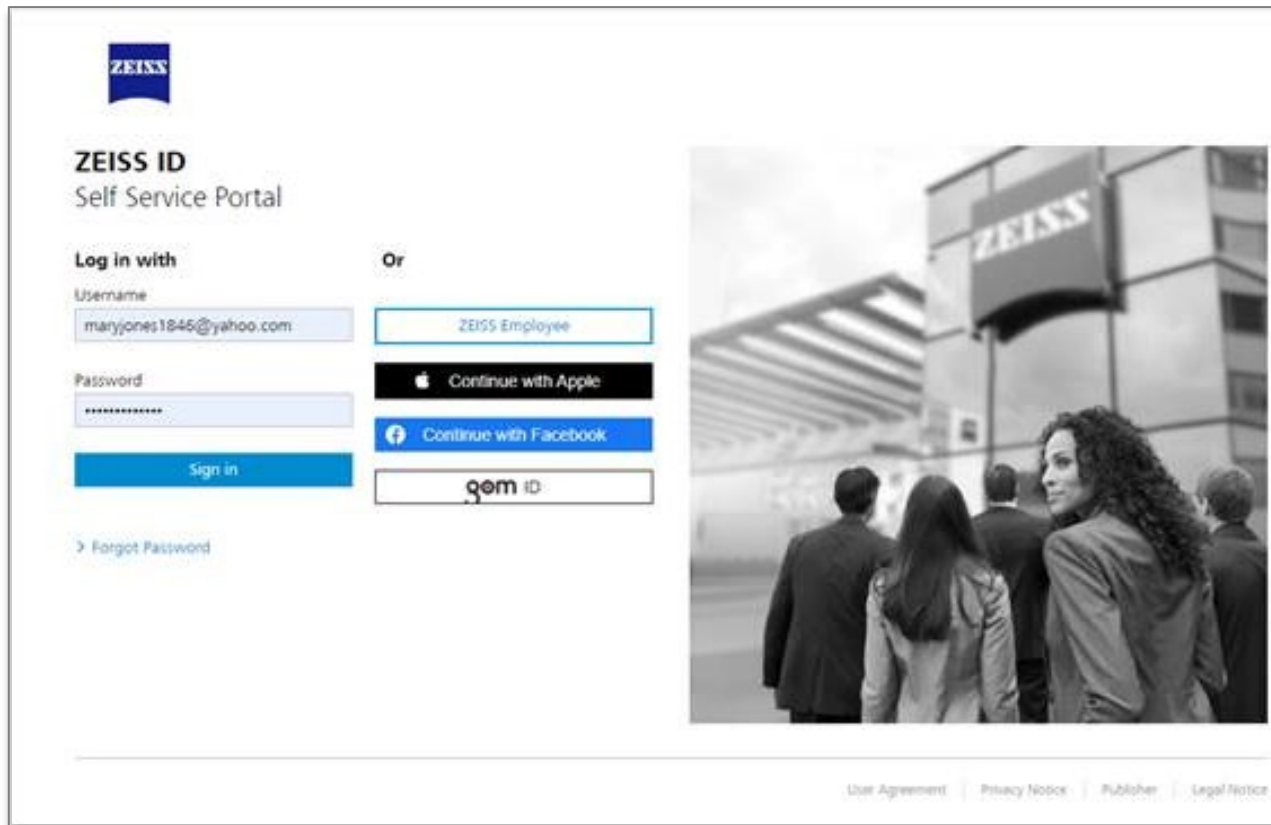 ZEISS
ZEISS ID
Self Service Portal
Log in with
Username
maryjones1846@yahoo.com
Password
•••••••••••••
Sign in
> Forgot Password
Or
ZEISS Employee
Continue with Apple
Continue with Facebook
gom ID
ZEISS
User Agreement | Privacy Notice | Publisher | Legal Notice